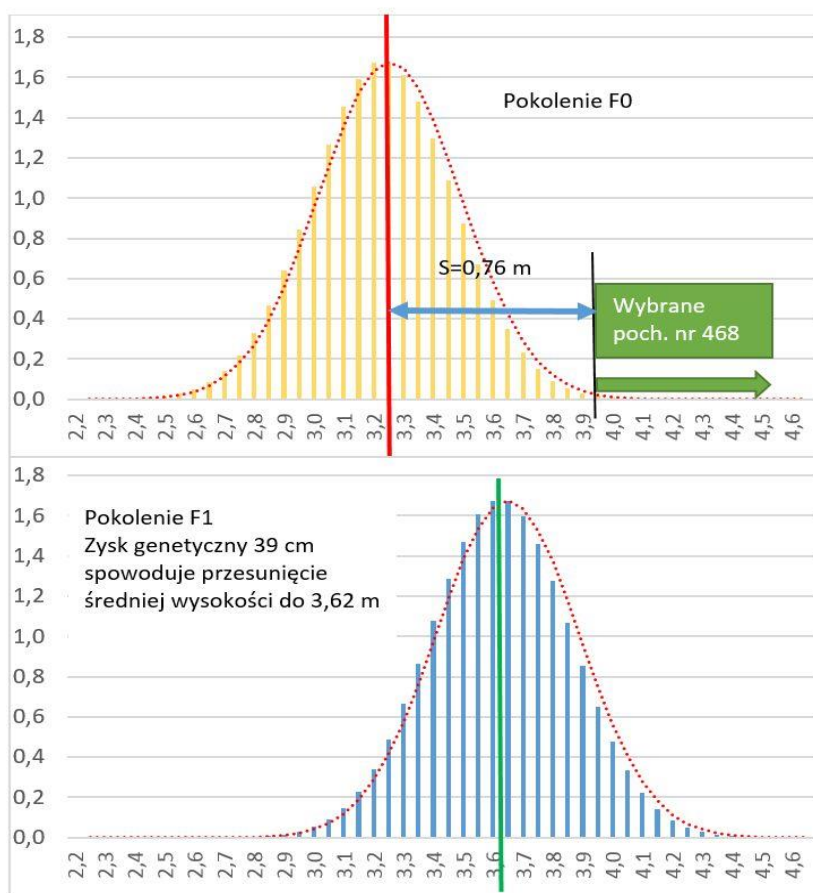 1,8
1,6
1,4
1,2
1,0
0,8
0,6
0,4
0,2
0,0
Pokolenie F0
S=0,76 m
Wybrane
poch. nr 468
2,2 2,3 2,5 2,6 2,7 2,8 2,9 3,0 3,1 3,2 3,3 3,4 3,5 3,6 3,7 3,8 3,9 4,0 4,1 4,2 4,3 4,4 4,5 4,6
1,8
1,6
1,4
1,2
1,0
0,8
0,6
0,4
0,2
0,0
Pokolenie F1
Zysk genetyczny 39 cm
spowoduje przesunięcie
średniej wysokości do 3,62 m
2,2 2,3 2,5 2,6 2,7 2,8 2,9 3,0 3,1 3,2 3,3 3,4 3,5 3,6 3,7 3,8 3,9 4,0 4,1 4,2 4,3 4,4 4,5 4,6